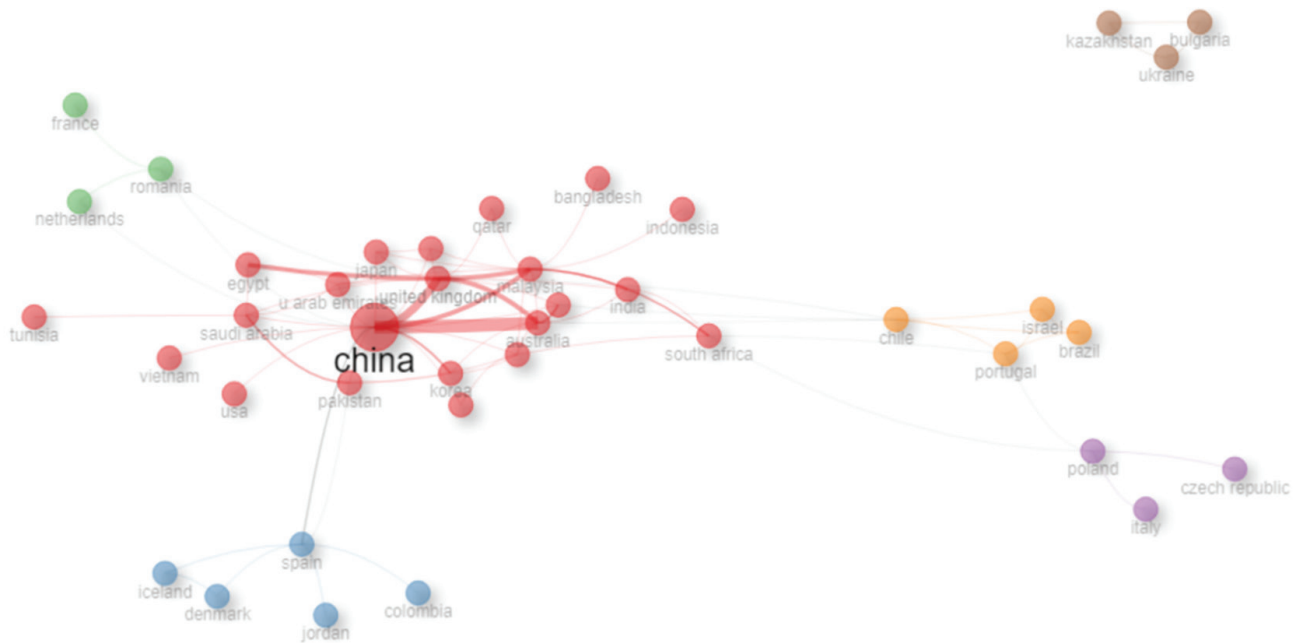 kazakhstan
bulgaria
ukraine
france
romania
netherlands
bangladesh
indonesia
qatar
japan
egypt
malaysia
u arab emirates
united kingdom
india
tunisia
saudi arabia
australia
south africa
china
vietnam
korea
pakistan
usa
chile
israel
brazil
portugal
poland
czech republic
italy
spain
iceland
denmark
jordan
colombia